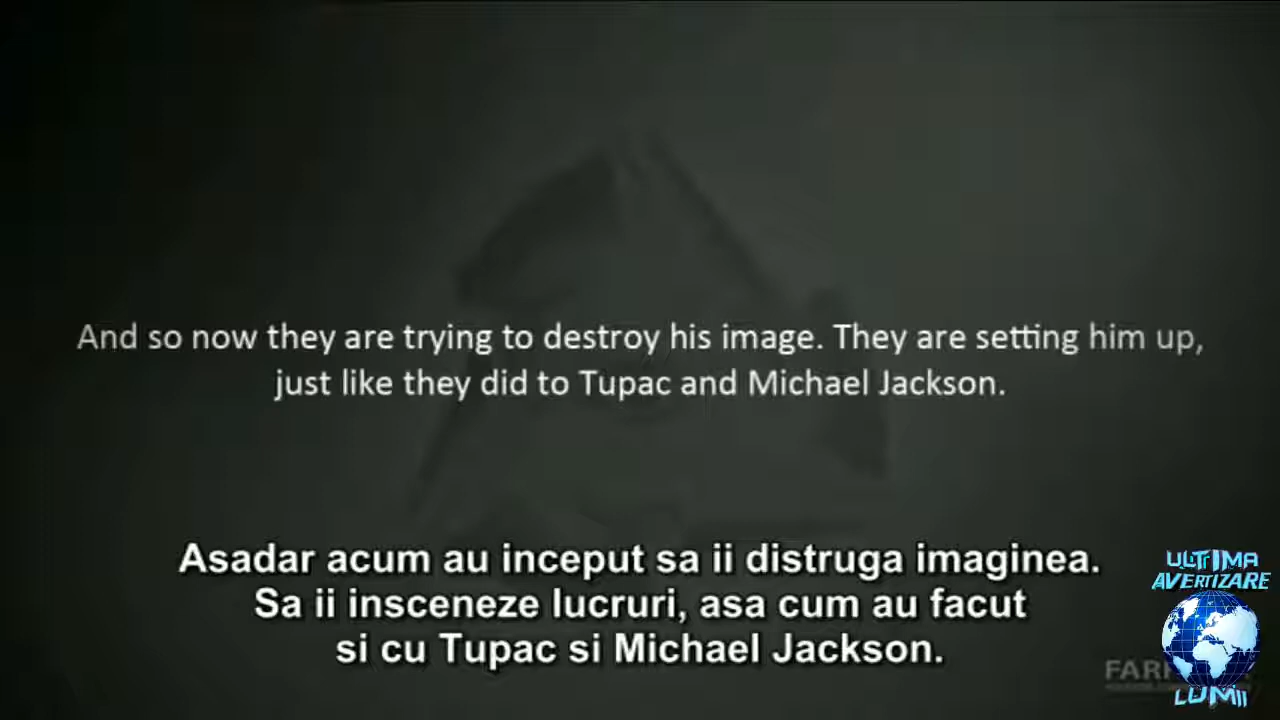 And so now they are trying to destroy his image. They are setting him up,
just like they did to Tupac and Michael Jackson.
Asadar acum au inceput sa ii distruga imaginea.
Sa ii insceneze lucruri, asa cum au facut
si cu Tupac si Michael Jackson.
ULTIMA
AVERTIZARE
LUMII